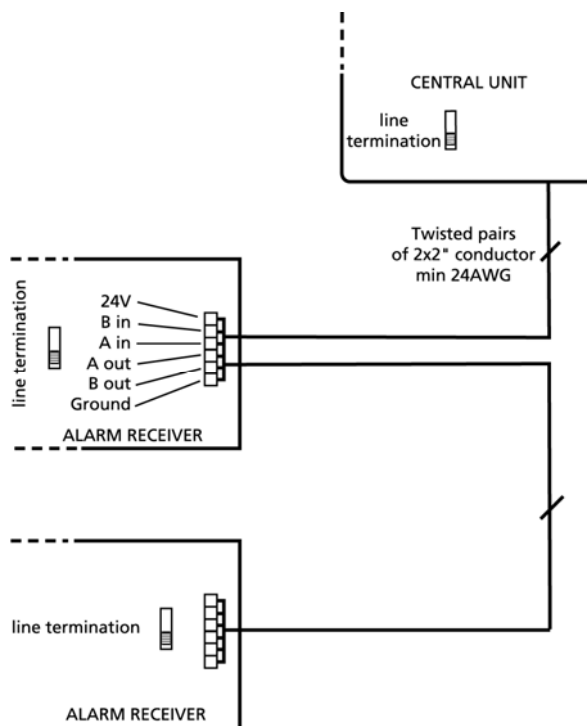 CENTRAL UNIT
line
termination
Twisted pairs
of 2x2" conductor
min 24AWG
line termination
24V
B in
A in
A out
B out
Ground
ALARM RECEIVER
line termination
ALARM RECEIVER